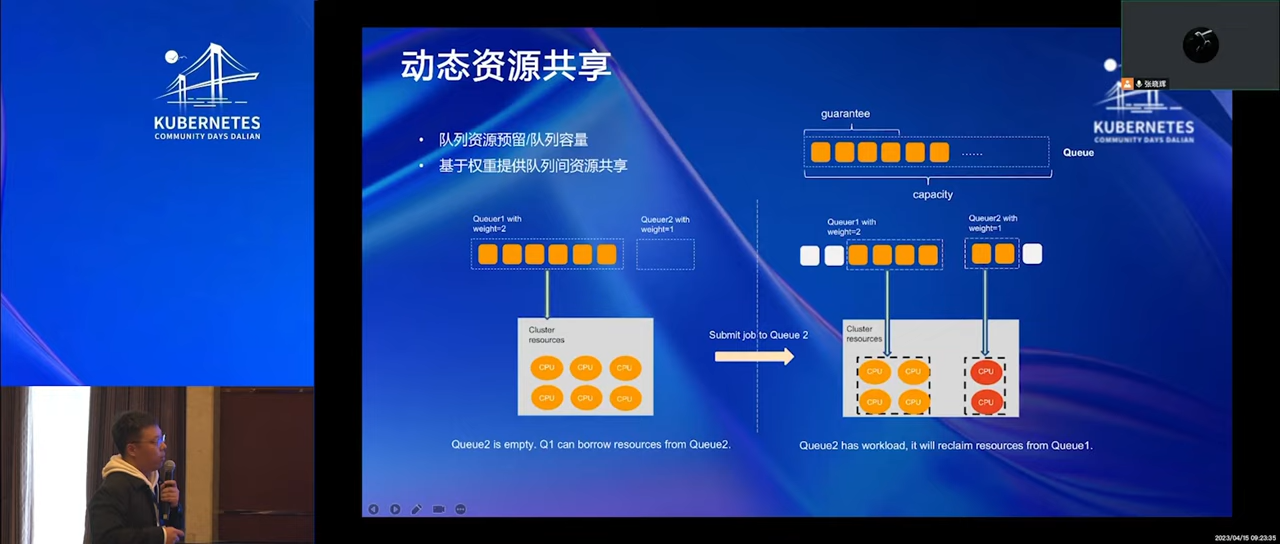 KUBERNETES
COMMUNITY DAYS DALIAN
动态资源共享
• 队列资源预留/队列容量
• 基于权重提供队列间资源共享
张晓辉
KUBERNETES
COMMUNITY DAYS DALIAN
guarantee
......
Queue
capacity
Queuer1 with
weight=2
Queuer2 with
weight=1
Cluster
resources
CPU CPU CPU
CPU CPU CPU
Queue2 is empty. Q1 can borrow resources from Queue2.
Submit job to Queue 2
Queuer1 with
weight=2
Queuer2 with
weight=1
Cluster
resources
CPU CPU CPU
CPU CPU CPU
Queue2 has workload, it will reclaim resources from Queue1.
2023/04/15 09:23:35